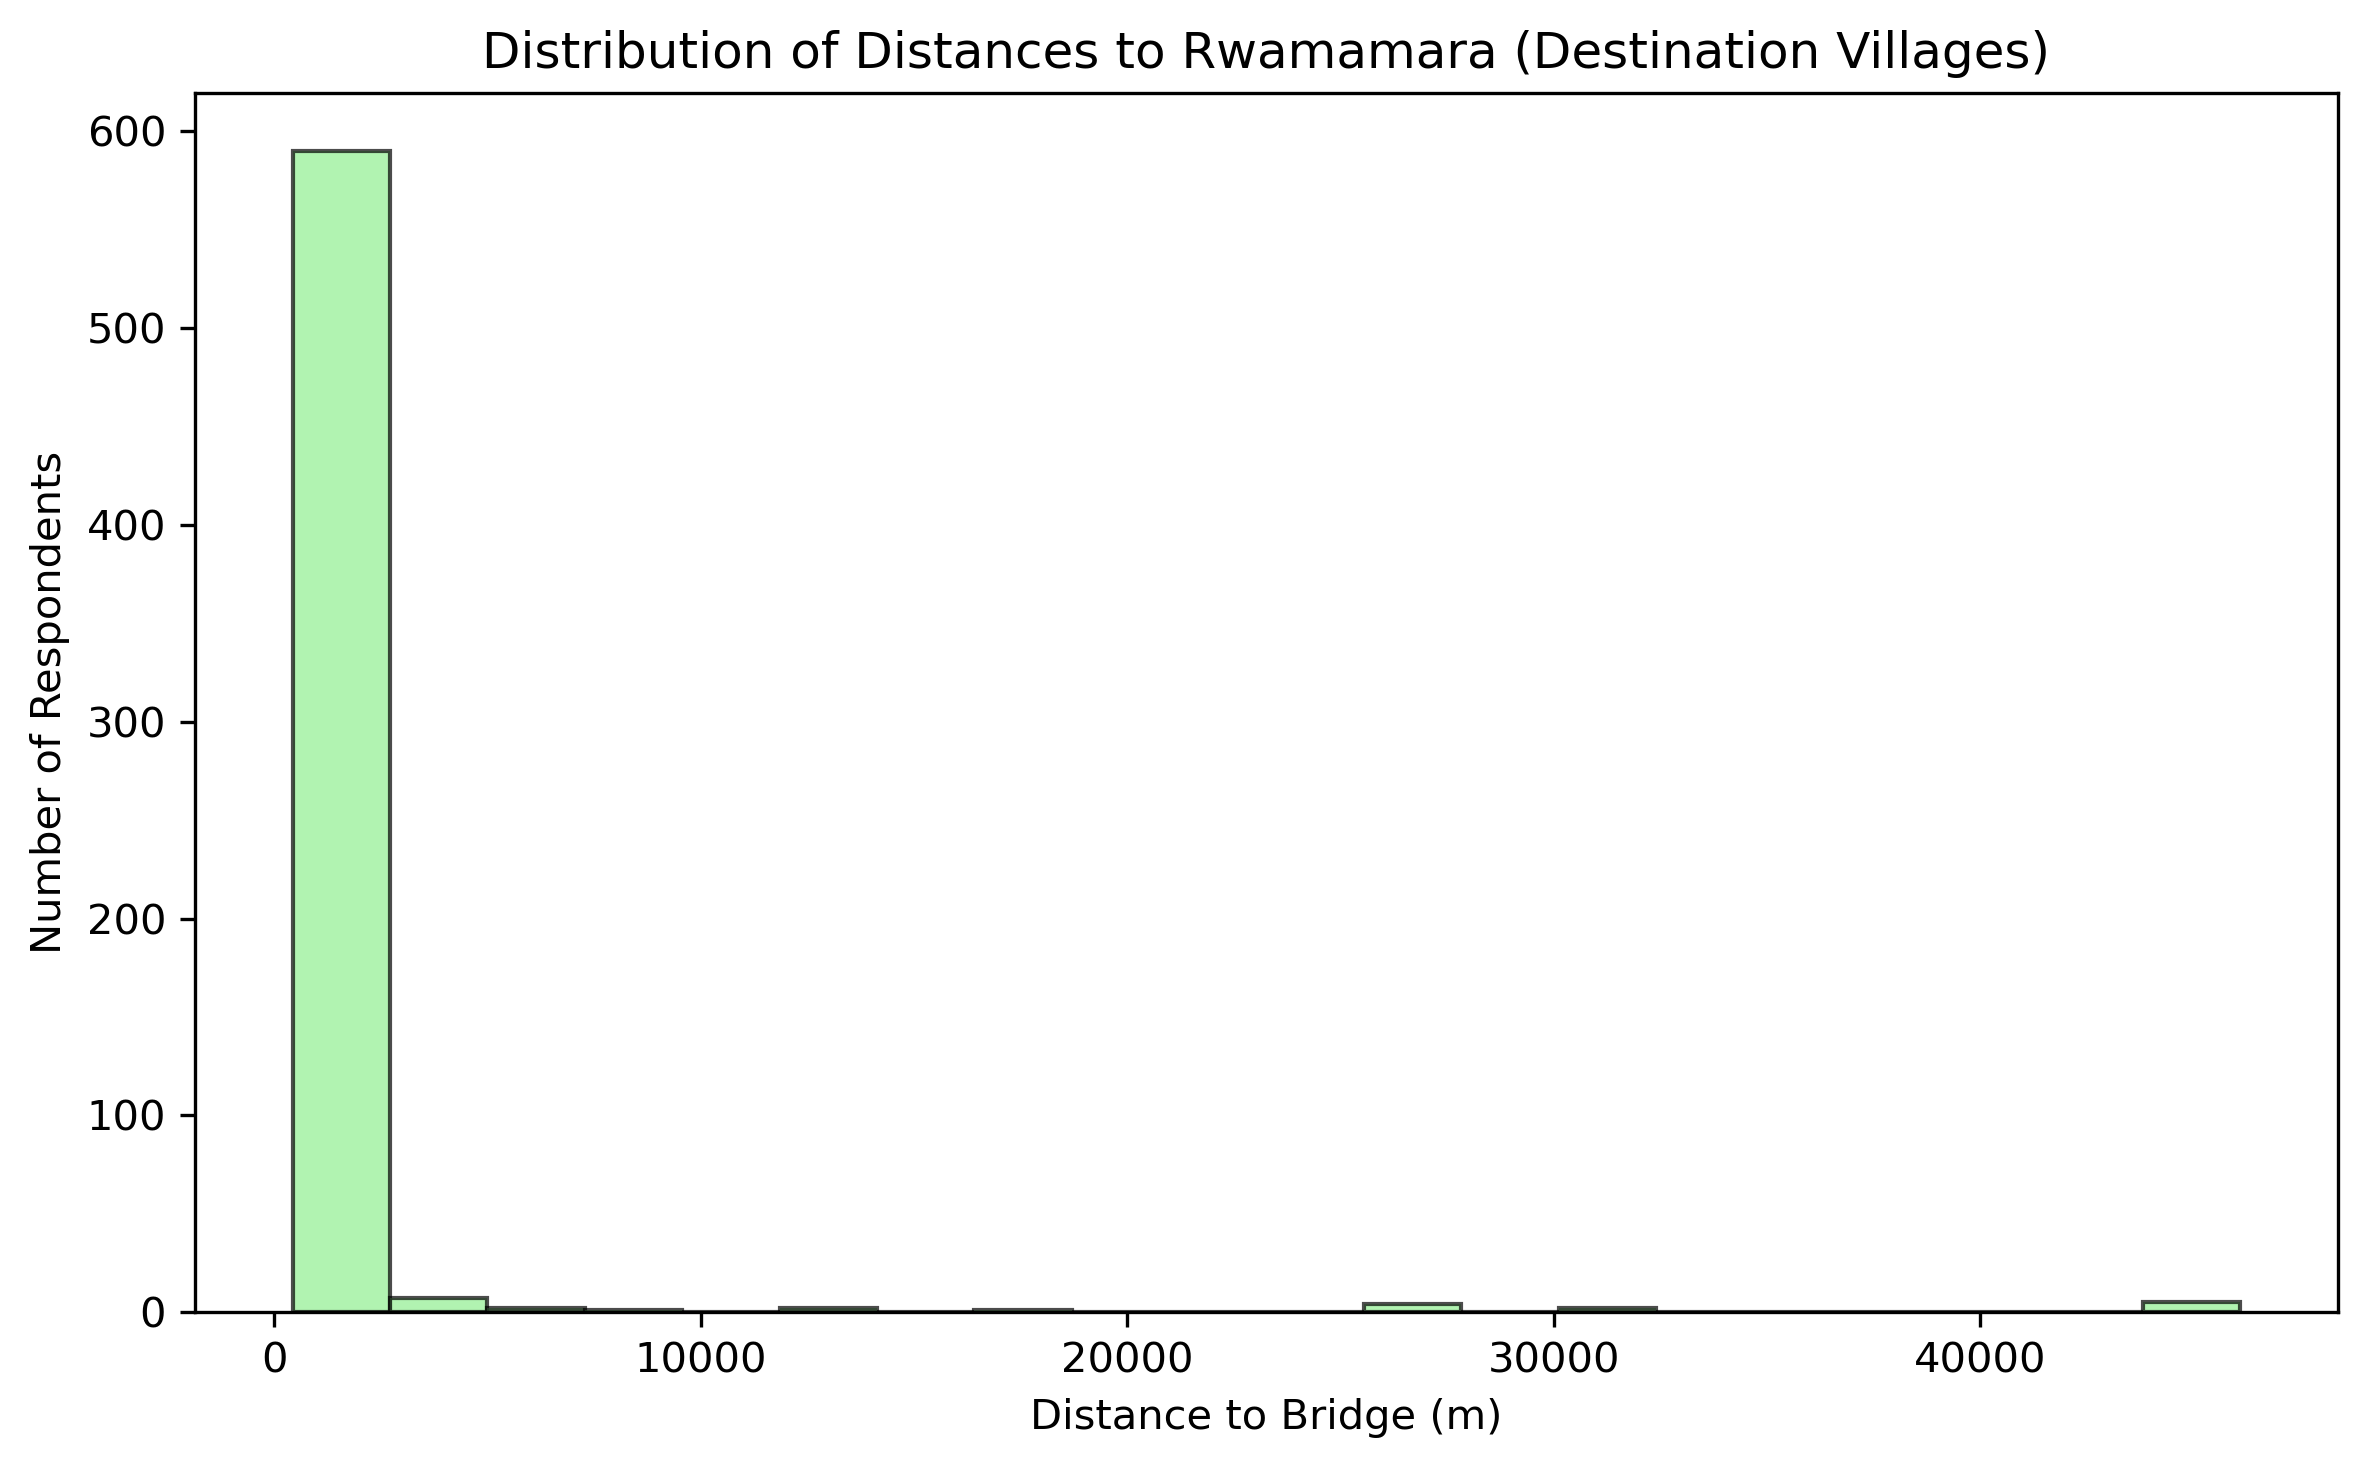 Distribution of Distances to Rwamamara (Destination Villages)
600
500
400
300
200
100
0
Number of Respondents
0 10000 20000 30000 40000
Distance to Bridge (m)